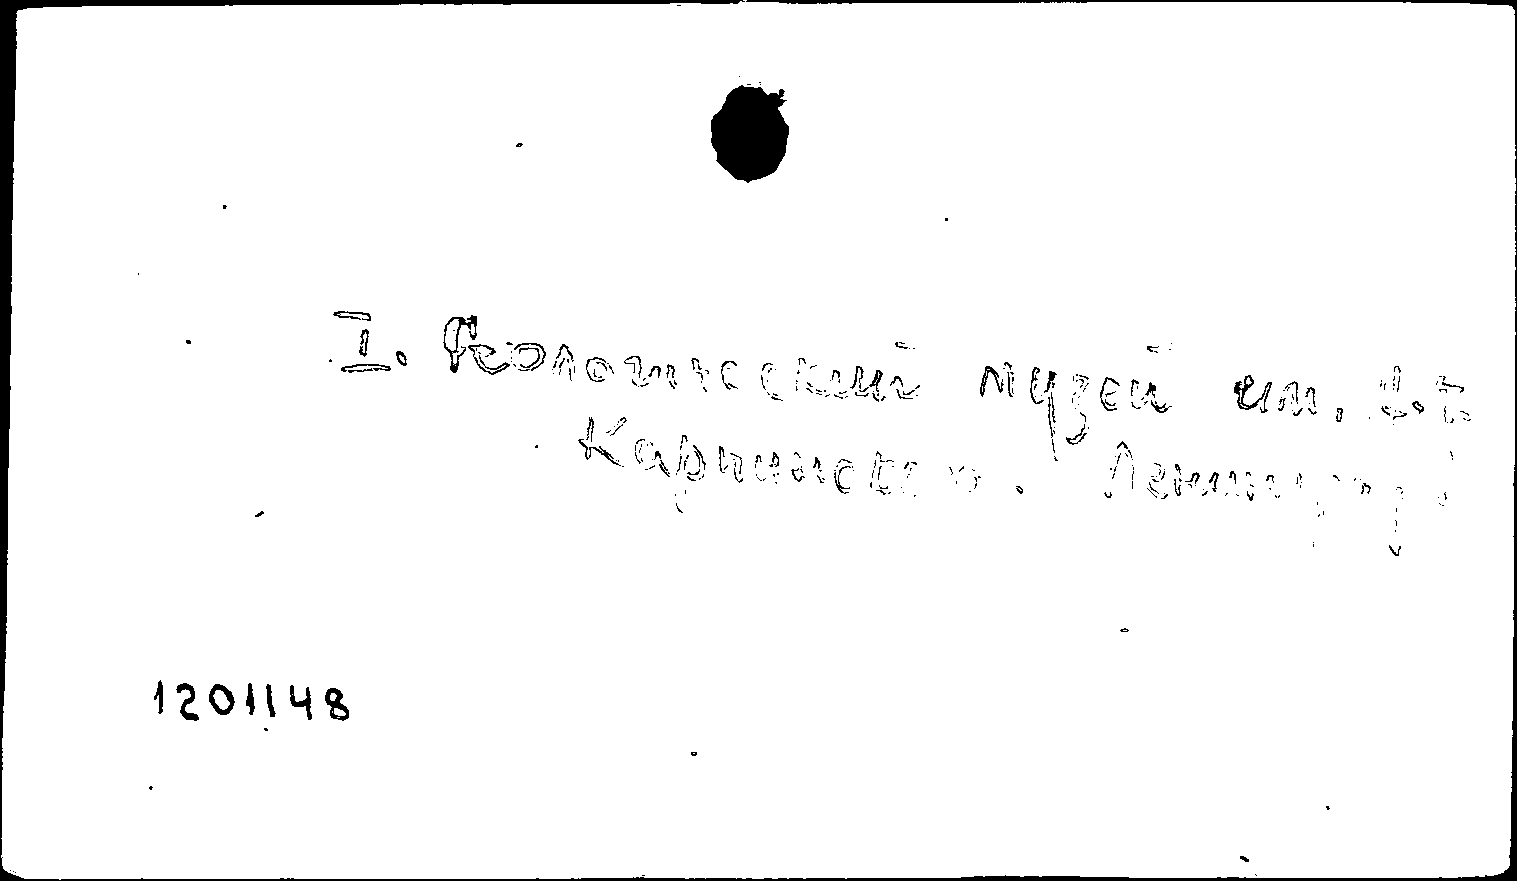 I. Геологический музей им. А.П.
Карпинского. Ленинград
1201148